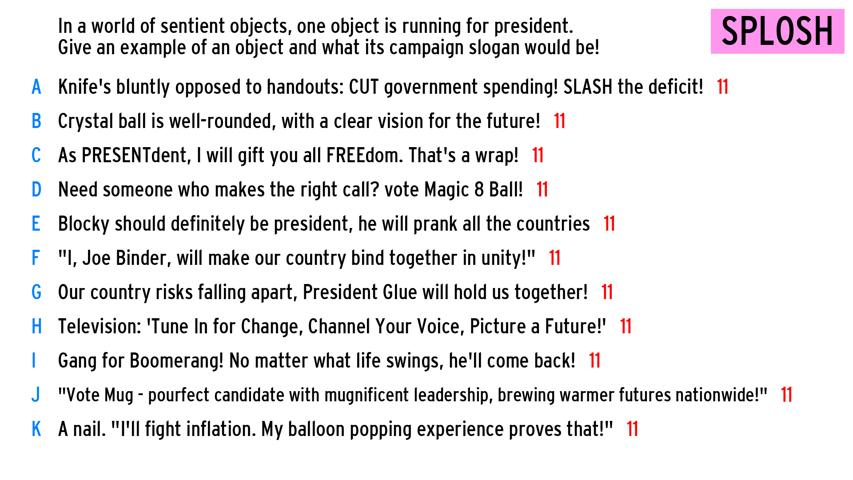 In a world of sentient objects, one object is running for president.
Give an example of an object and what its campaign slogan would be!
SPLOSH
A Knife's bluntly opposed to handouts: CUT government spending! SLASH the deficit! 11
B Crystal ball is well-rounded, with a clear vision for the future! 11
C As PRESENTdent, I will gift you all FREEdom. That's a wrap! 11
D Need someone who makes the right call? vote Magic 8 Ball! 11
E Blocky should definitely be president, he will prank all the countries 11
F "I, Joe Binder, will make our country bind together in unity!" 11
G Our country risks falling apart, President Glue will hold us together! 11
H Television: 'Tune In for Change, Channel Your Voice, Picture a Future!' 11
I Gang for Boomerang! No matter what life swings, he'll come back! 11
J "Vote Mug - pourfect candidate with mugnificent leadership, brewing warmer futures nationwide!" 11
K A nail. "I'll fight inflation. My balloon popping experience proves that!" 11